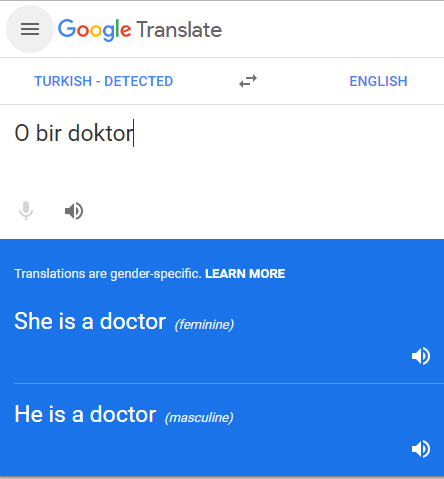 Google Translate
TURKISH - DETECTED ENGLISH
O bir doktor
Translations are gender-specific. LEARN MORE
She is a doctor (feminine)
He is a doctor (masculine)